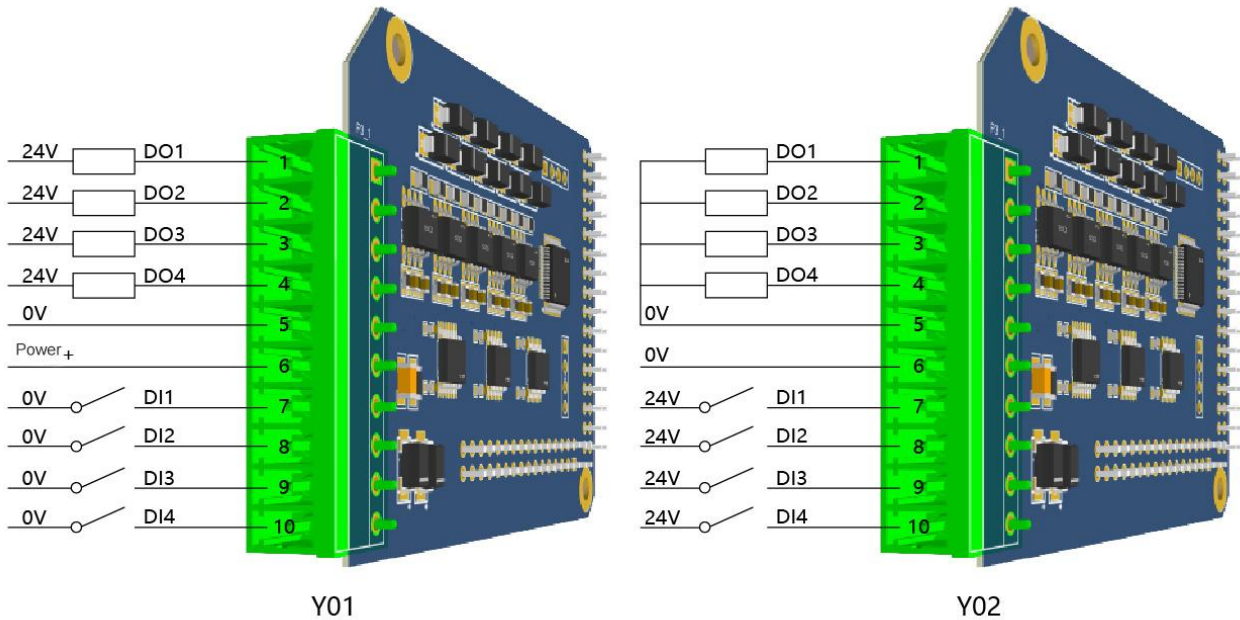 24V DO1 1
24V DO2 2
24V DO3 3
24V DO4 4
0V 5
Power+ 6
0V DI1 7
0V DI2 8
0V DI3 9
0V DI4 10
Y01
DO1 1
DO2 2
DO3 3
DO4 4
0V 5
0V 6
24V DI1 7
24V DI2 8
24V DI3 9
24V DI4 10
Y02